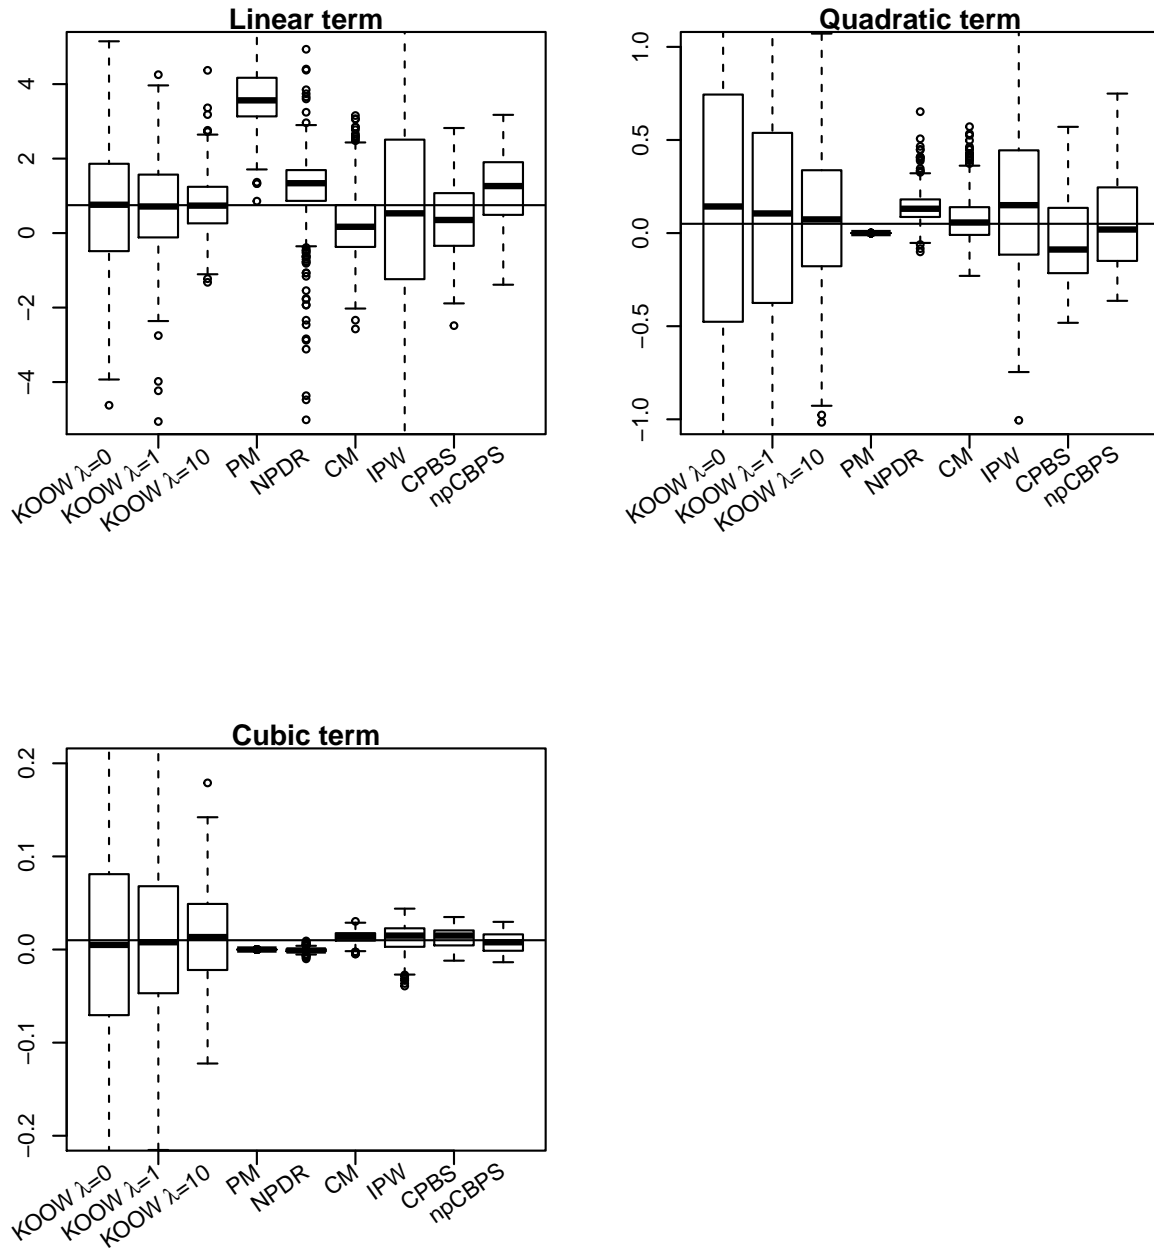 Linear term
4
2
0
−2
−4
KOOW λ=0
KOOW λ=1
KOOW λ=10
PM
NPDR
CM
IPW
CPBS
npCBPS
Quadratic term
1.0
0.5
0.0
−0.5
−1.0
KOOW λ=0
KOOW λ=1
KOOW λ=10
PM
NPDR
CM
IPW
CPBS
npCBPS
Cubic term
0.2
0.1
0.0
−0.1
−0.2
KOOW λ=0
KOOW λ=1
KOOW λ=10
PM
NPDR
CM
IPW
CPBS
npCBPS